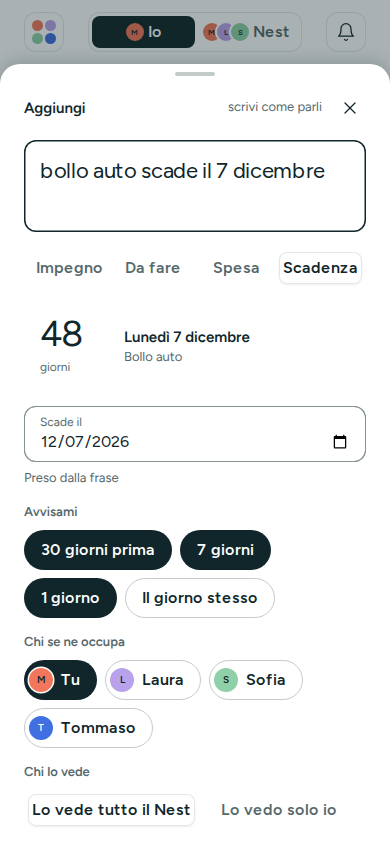 M Io
M L S Nest
Aggiungi
scrivi come parli
bollo auto scade il 7 dicembre
Impegno Da fare Spesa Scadenza
48
giorni
Lunedì 7 dicembre
Bollo auto
Scade il
12/07/2026
Preso dalla frase
Avvisami
30 giorni prima 7 giorni
1 giorno Il giorno stesso
Chi se ne occupa
M Tu L Laura S Sofia
T Tommaso
Chi lo vede
Lo vede tutto il Nest Lo vedo solo io